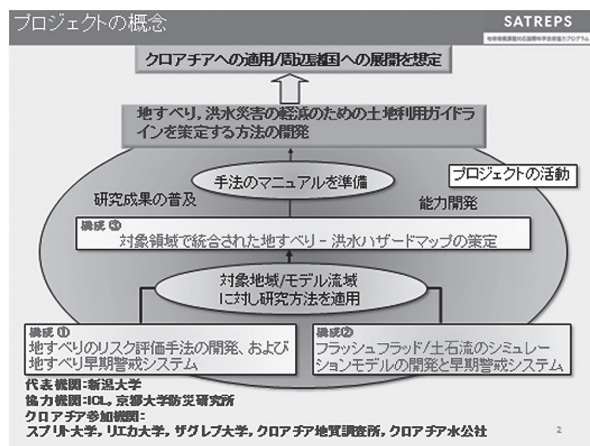 プロジェクトの概念
SATREPS
地球規模課題対応国際科学技術協力プログラム
クロアチアへの適用/周辺諸国への展開を想定
地すべり，洪水災害の軽減のための土地利用ガイドラ
インを策定する方法の開発
プロジェクトの活動
手法のマニュアルを準備
研究成果の普及
能力開発
構成③
対象領域で統合された地すべり－洪水ハザードマップの策定
対象地域/モデル流域
に対し研究方法を適用
構成①
地すべりのリスク評価手法の開発、および
地すべり早期警戒システム
構成②
フラッシュフラッド/土石流のシミュレー
ションモデルの開発と早期警戒システム
代表機関:新潟大学
協力機関:ICL，京都大学防災研究所
クロアチア参加機関:
スプリト大学，リエカ大学，ザグレブ大学，クロアチア地質調査所，クロアチア水公社
2